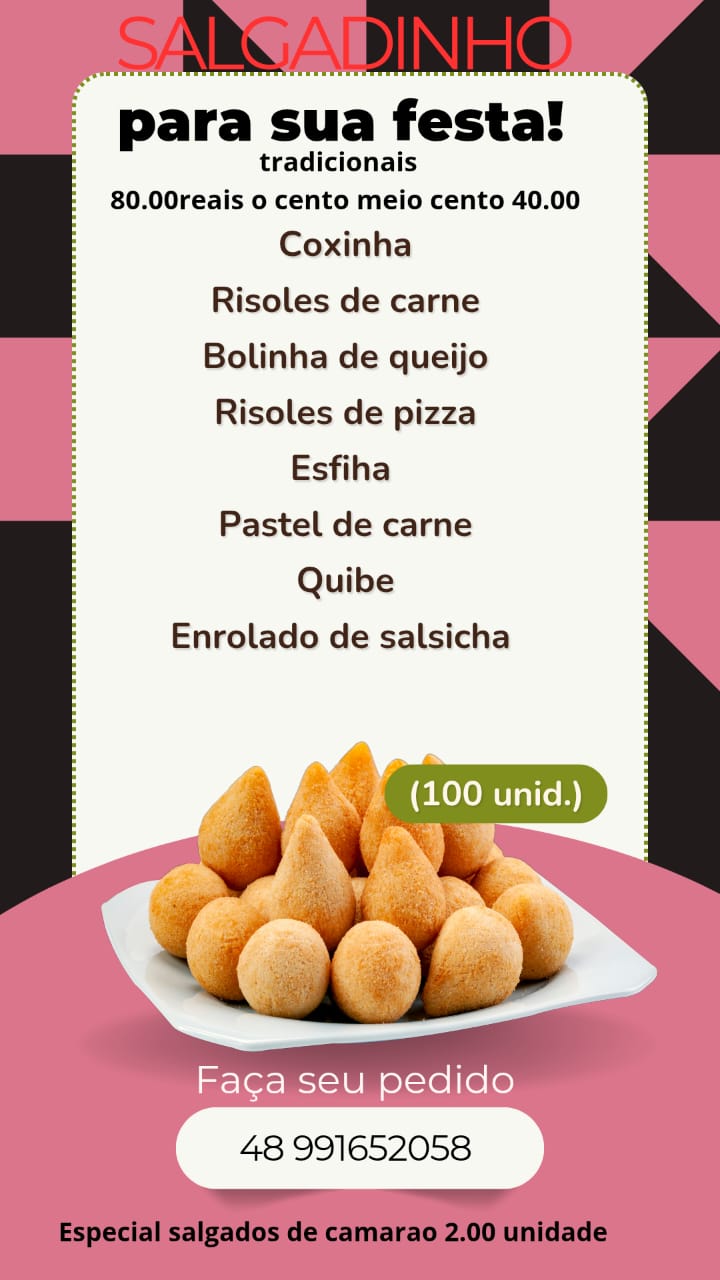 SALGADINHO
para sua festa!
tradicionais
80.00reais o cento meio cento 40.00
Coxinha
Risoles de carne
Bolinha de queijo
Risoles de pizza
Esfiha
Pastel de carne
Quibe
Enrolado de salsicha
(100 unid.)
Faça seu pedido
48 991652058
Especial salgados de camarao 2.00 unidade